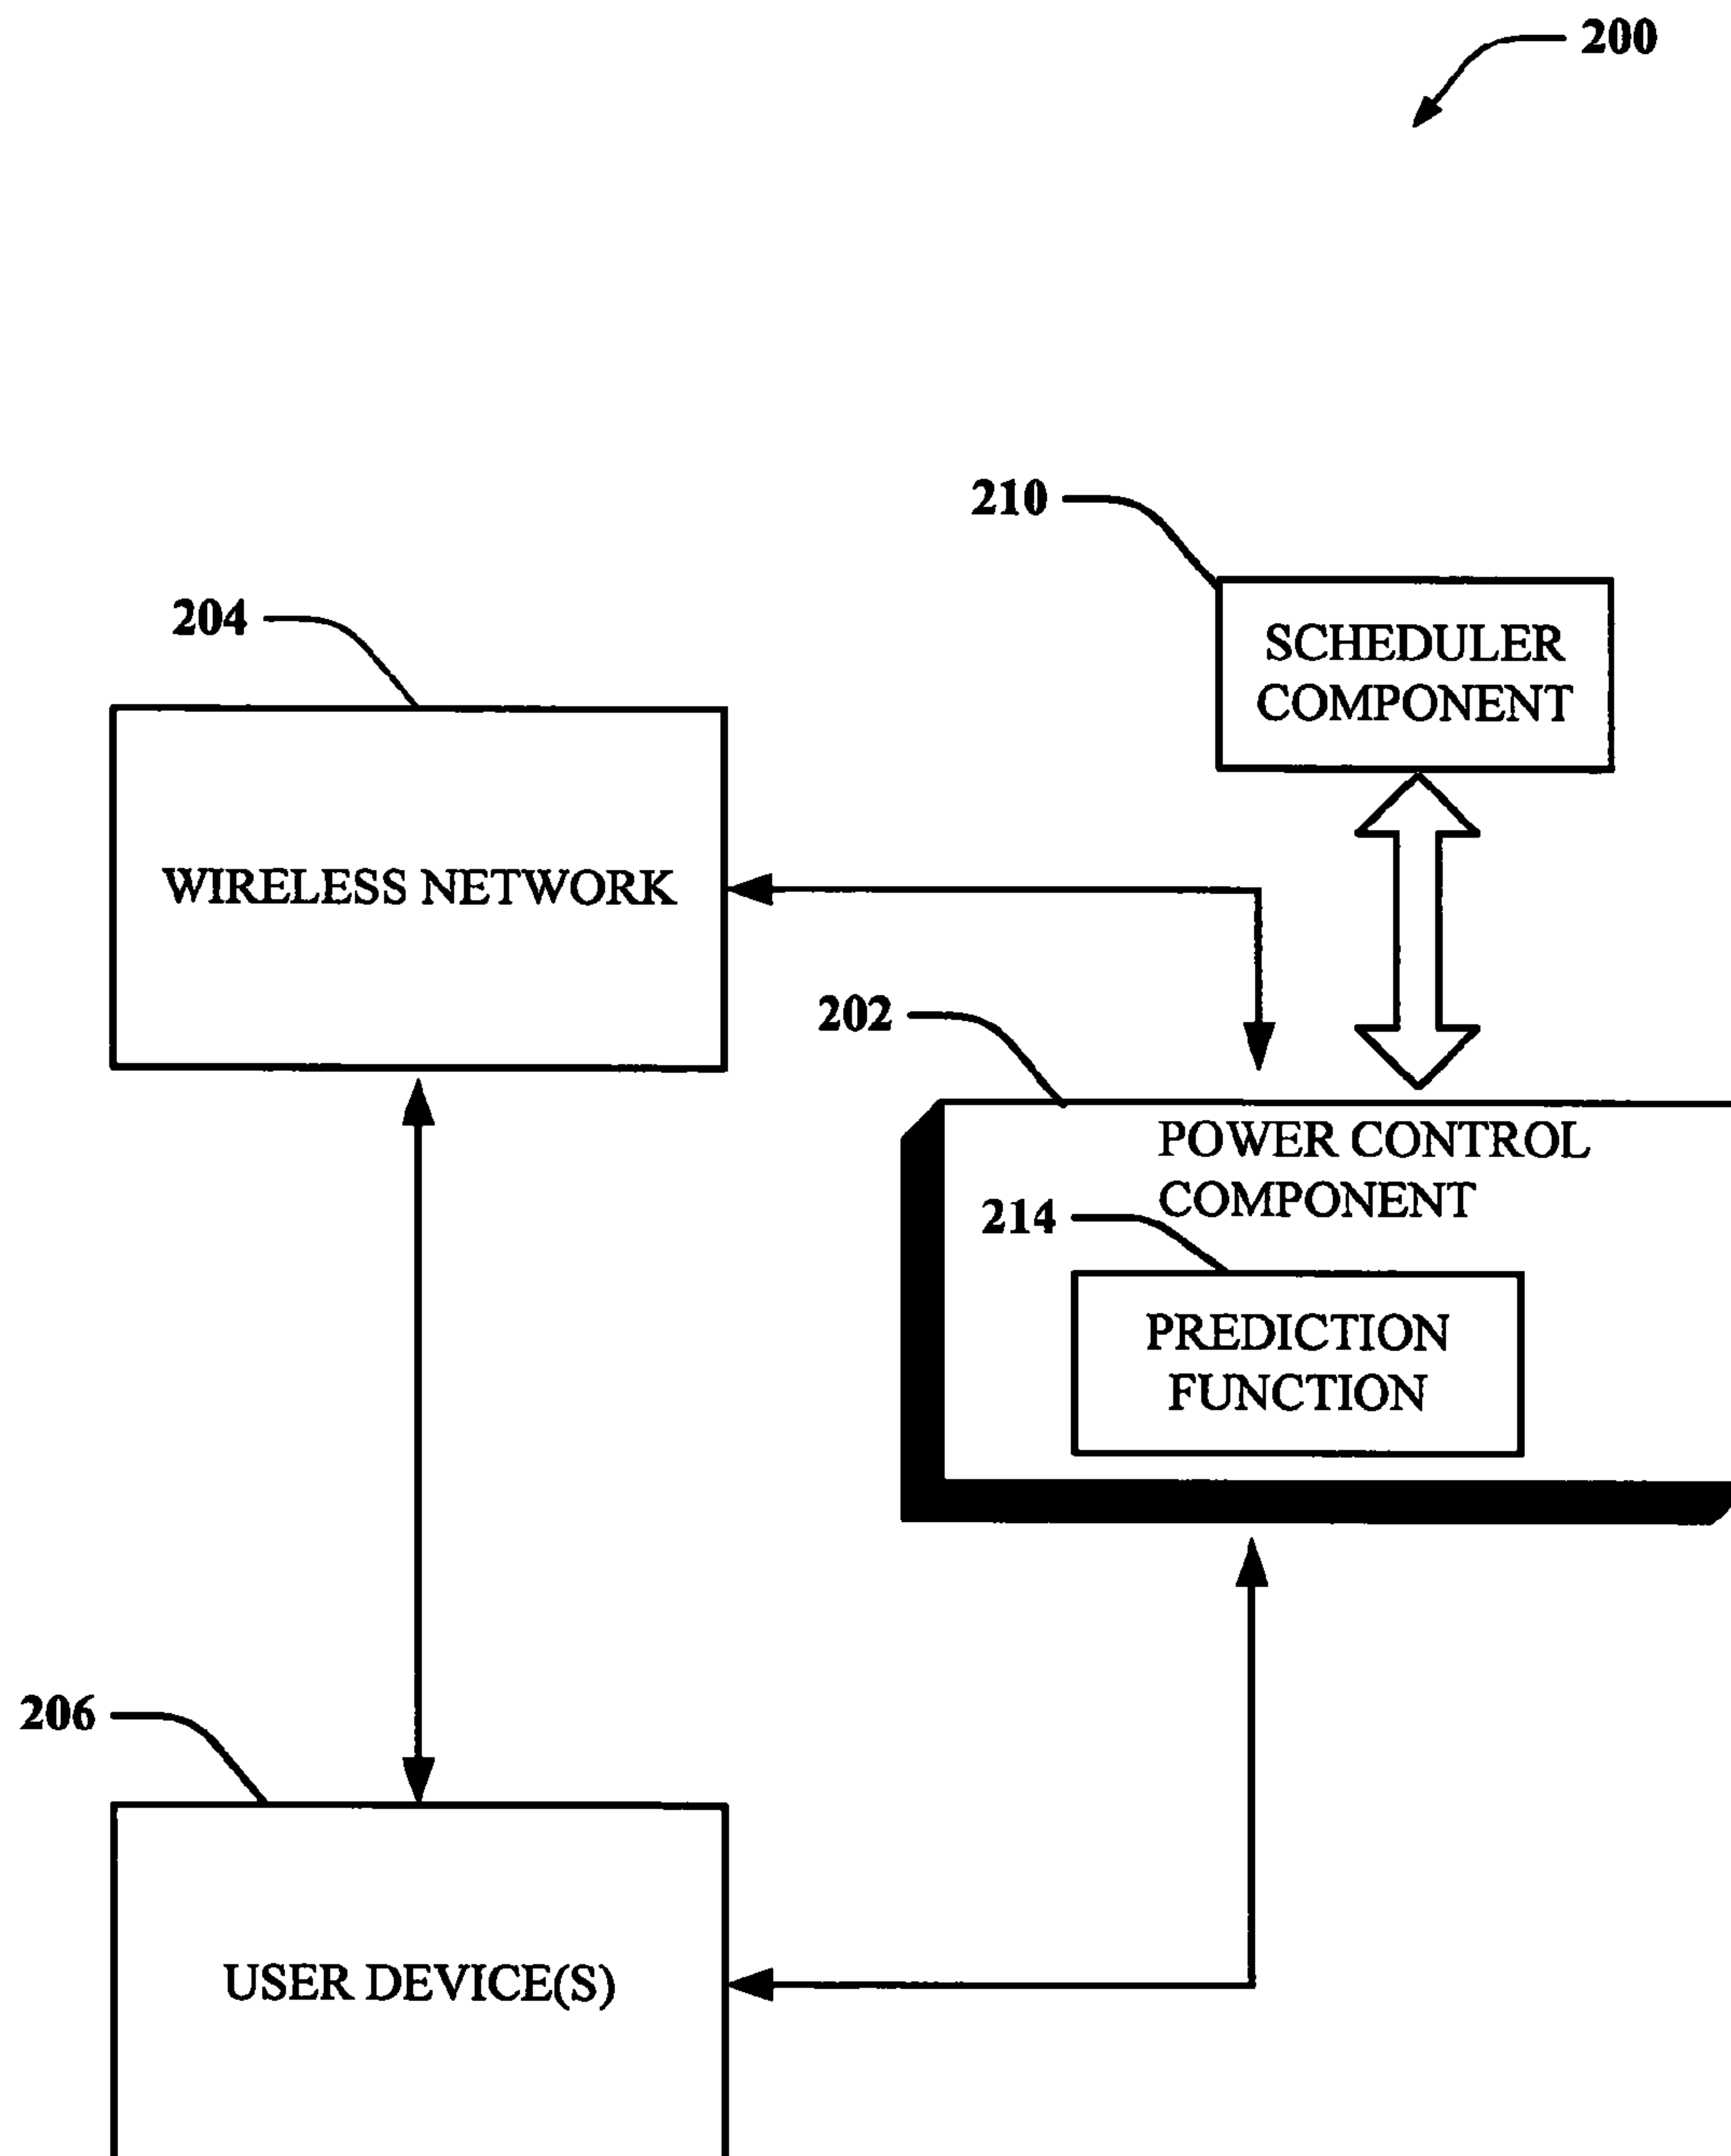 200
210
SCHEDULER
COMPONENT
204
WIRELESS NETWORK
202
POWER CONTROL
COMPONENT
214
PREDICTION
FUNCTION
206
USER DEVICE(S)